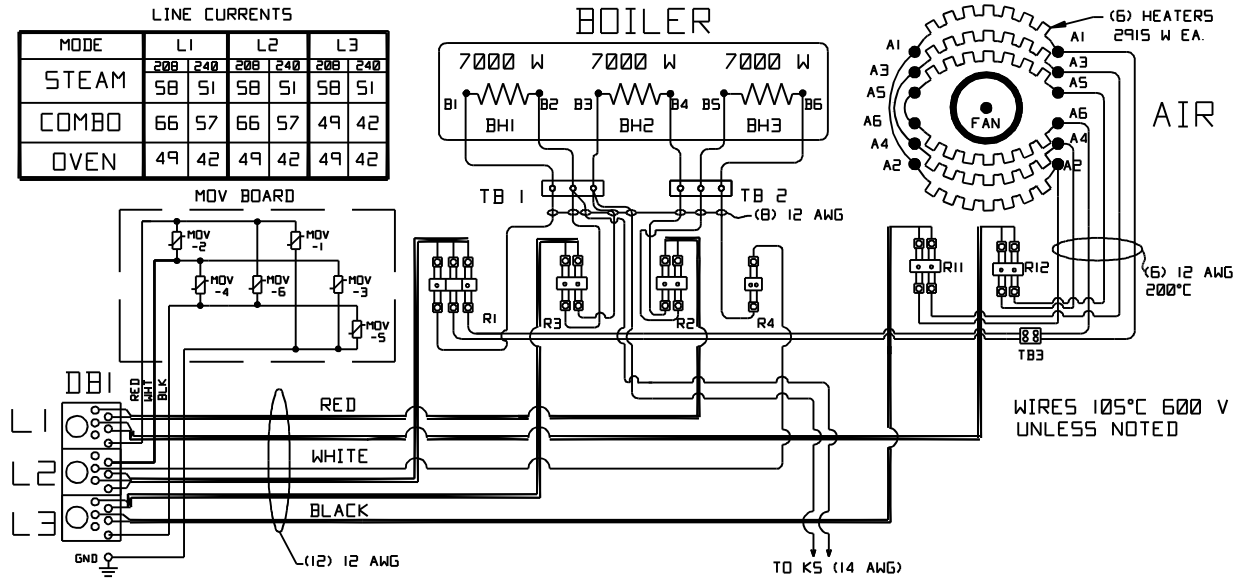 LINE CURRENTS
MODE L1 L2 L3
208 240 208 240 208 240
STEAM 58 51 58 51 58 51
COMBO 66 57 66 57 49 42
OVEN 49 42 49 42 49 42
BOILER
7000 W 7000 W 7000 W
B1 B2 B3 B4 B5 B6
BH1 BH2 BH3
TB 1 TB 2
(8) 12 AWG
(6) HEATERS
2915 W EA.
A1 A1
A3 A3
A5 A5
A6 A6
A4 A4
A2 A2
FAN
AIR
MOV BOARD
MOV
-2
MOV
-1
MOV
-4
MOV
-6
MOV
-3
MOV
-5
R1 R3 R2 R4
R11 R12
(6) 12 AWG
200°C
TB3
DB1
RED
WHT
BLK
L1
L2
L3
GND
RED
WHITE
BLACK
(12) 12 AWG
WIRES 105°C 600 V
UNLESS NOTED
TO K5 (14 AWG)